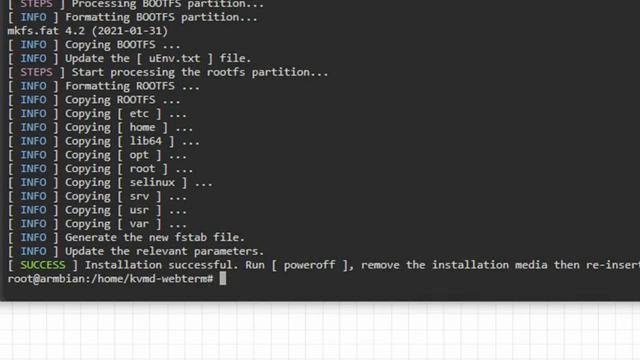 [ STEPS ] Processing BOOTFS partition...
[ INFO ] Formatting BOOTFS partition...
mkfs.fat 4.2 (2021-01-31)
[ INFO ] Copying BOOTFS ...
[ INFO ] Update the [ uEnv.txt ] file.
[ STEPS ] Start processing the rootfs partition...
[ INFO ] Formatting ROOTFS ...
[ INFO ] Copying ROOTFS ...
[ INFO ] Copying [ etc ] ...
[ INFO ] Copying [ home ] ...
[ INFO ] Copying [ lib64 ] ...
[ INFO ] Copying [ opt ] ...
[ INFO ] Copying [ root ] ...
[ INFO ] Copying [ selinux ] ...
[ INFO ] Copying [ srv ] ...
[ INFO ] Copying [ usr ] ...
[ INFO ] Copying [ var ] ...
[ INFO ] Generate the new fstab file.
[ INFO ] Update the relevant parameters.
[ SUCCESS ] Installation successful. Run [ poweroff ], remove the installation media then re-insert
root@armbian:/home/kvmd-webterm#